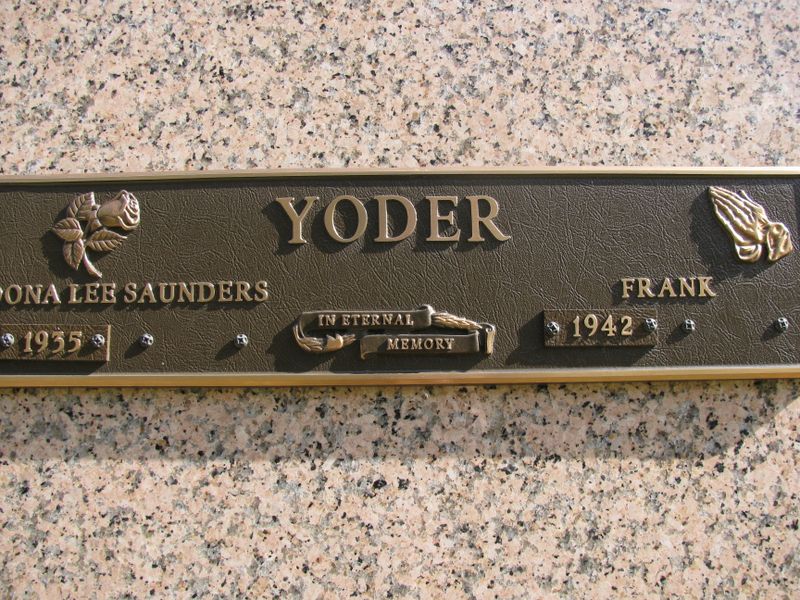 YODER
DONA LEE SAUNDERS
FRANK
1955
1942
IN ETERNAL
MEMORY